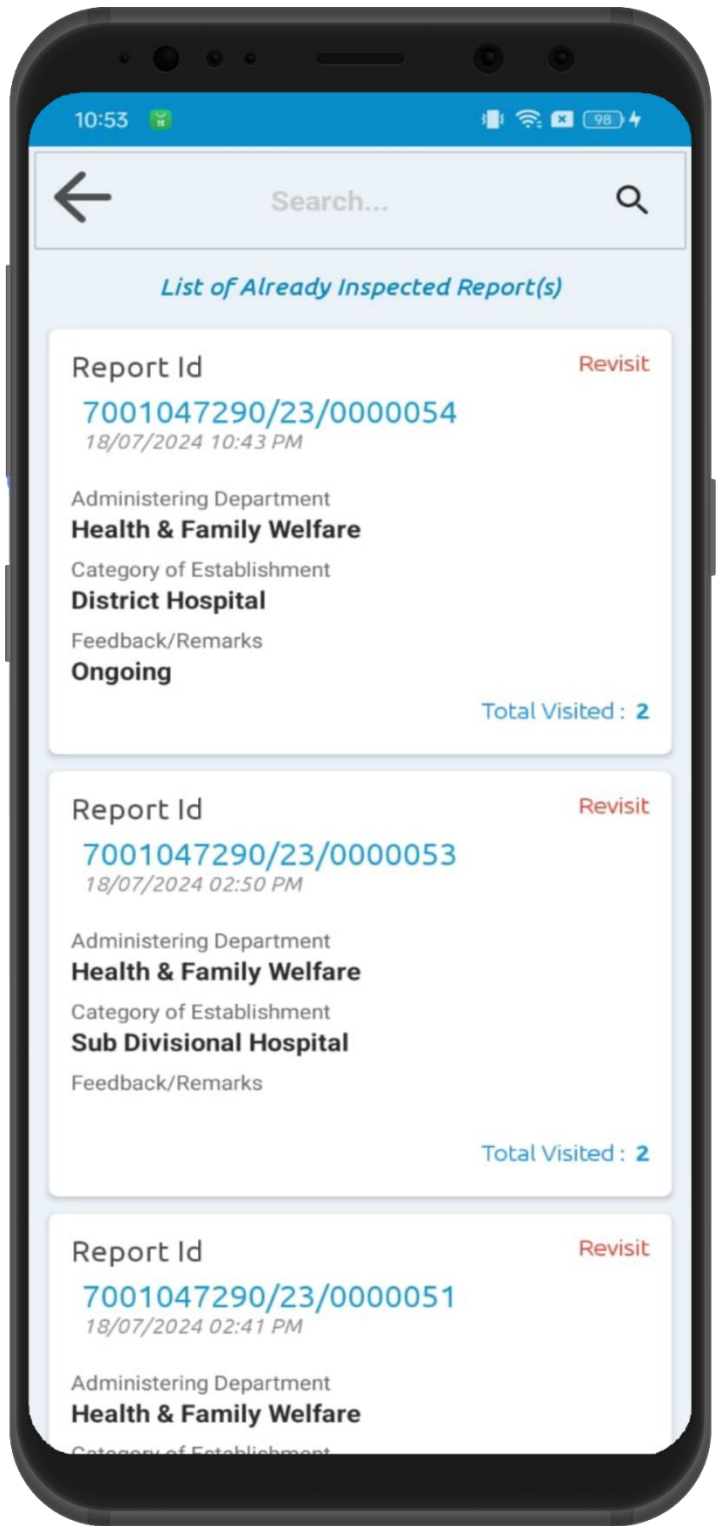 10:53
98
Search...
List of Already Inspected Report(s)
Report Id
Revisit
7001047290/23/0000054
18/07/2024 10:43 PM
Administering Department
Health & Family Welfare
Category of Establishment
District Hospital
Feedback/Remarks
Ongoing
Total Visited : 2
Report Id
Revisit
7001047290/23/0000053
18/07/2024 02:50 PM
Administering Department
Health & Family Welfare
Category of Establishment
Sub Divisional Hospital
Feedback/Remarks
Total Visited : 2
Report Id
Revisit
7001047290/23/0000051
18/07/2024 02:41 PM
Administering Department
Health & Family Welfare
Category of Establishment